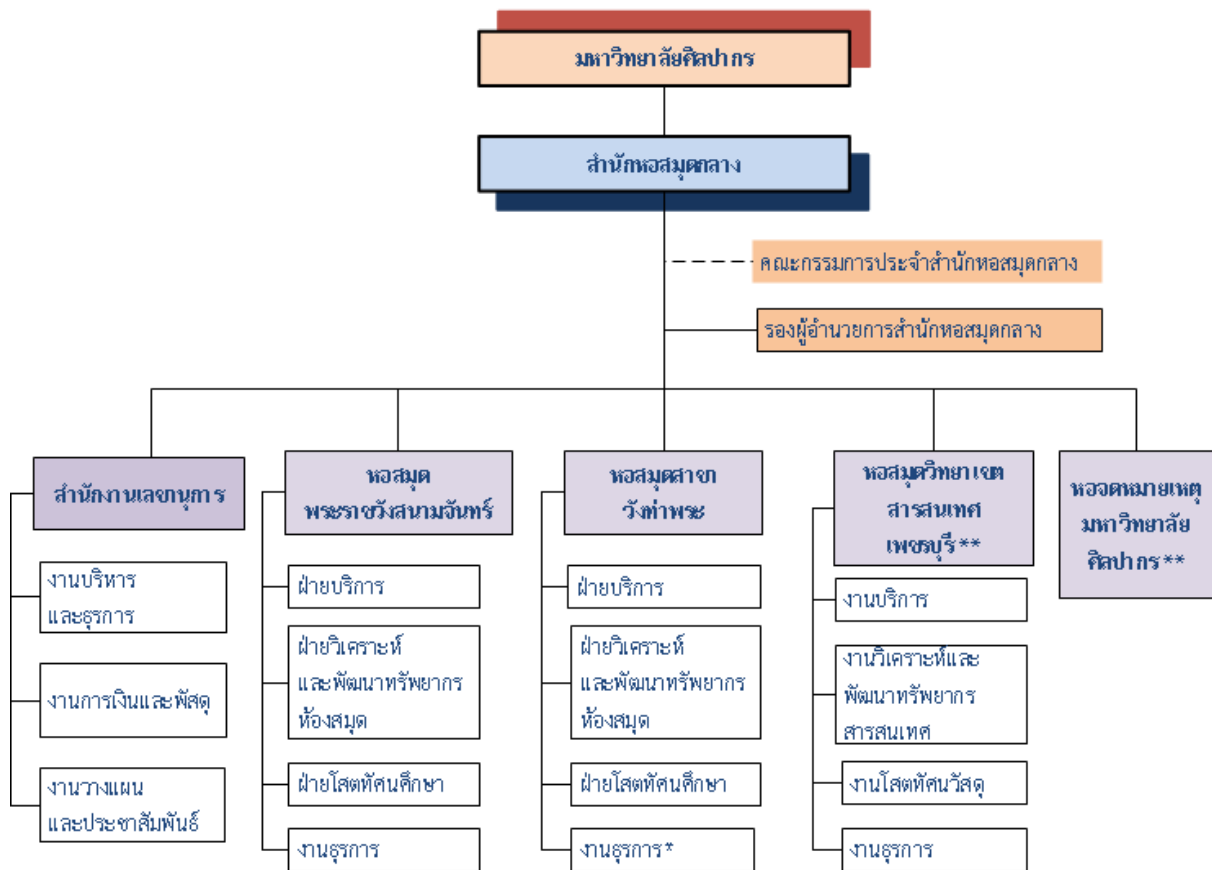 มหาวิทยาลัยศิลปากร
สำนักหอสมุดกลาง
คณะกรรมการประจำสำนักหอสมุดกลาง
รองผู้อำนวยการสำนักหอสมุดกลาง
สำนักงานเลขานุการ
งานบริหาร
และธุรการ
งานการเงินและพัสดุ
งานวางแผน
และประชาสัมพันธ์
หอสมุด
พระราชวังสนามจันทร์
ฝ่ายบริการ
ฝ่ายวิเคราะห์
และพัฒนาทรัพยากร
ห้องสมุด
ฝ่ายโสตทัศนศึกษา
งานธุรการ
หอสมุดสาขา
วังท่าพระ
ฝ่ายบริการ
ฝ่ายวิเคราะห์
และพัฒนาทรัพยากร
ห้องสมุด
ฝ่ายโสตทัศนศึกษา
งานธุรการ*
หอสมุดวิทยาเขต
สารสนเทศ
เพชรบุรี**
งานบริการ
งานวิเคราะห์และ
พัฒนาทรัพยากร
สารสนเทศ
งานโสตทัศนวัสดุ
งานธุรการ
หอจดหมายเหตุ
มหาวิทยาลัย
ศิลปากร**